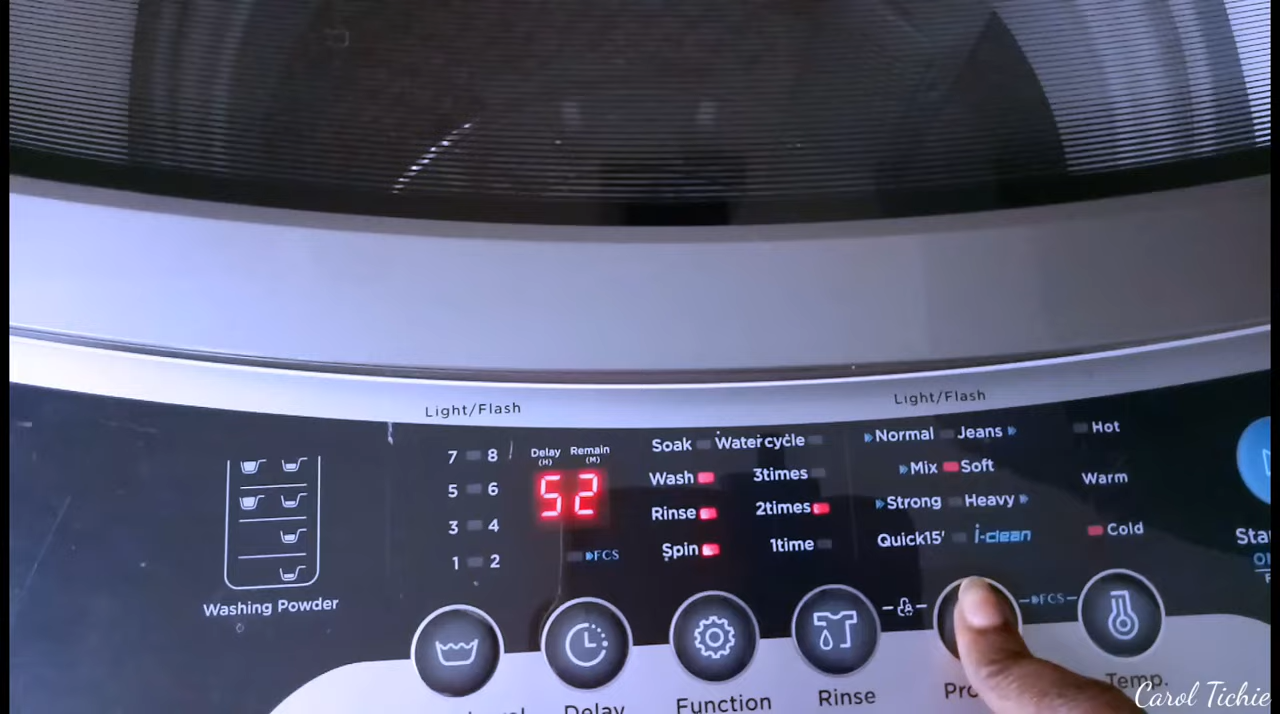 Light/Flash
Light/Flash
7 8
5 6
3 4
1 2
Delay (H) Remain (M)
52
FCS
Soak Watercycle
Wash 3times
Rinse 2times
Spin 1time
Normal Jeans
Mix Soft
Strong Heavy
Quick15' i-clean
Hot
Warm
Cold
Washing Powder
FCS
Delay
Function
Rinse
Temp.
Carol Tichie